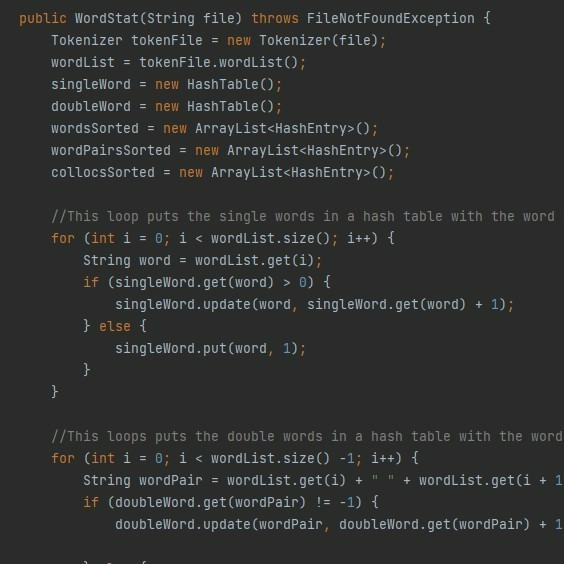 public WordStat(String file) throws FileNotFoundException {
Tokenizer tokenFile = new Tokenizer(file);
wordList = tokenFile.wordList();
singleWord = new HashTable();
doubleWord = new HashTable();
wordsSorted = new ArrayList<HashEntry>();
wordPairsSorted = new ArrayList<HashEntry>();
collocsSorted = new ArrayList<HashEntry>();
//This loop puts the single words in a hash table with the word
for (int i = 0; i < wordList.size(); i++) {
String word = wordList.get(i);
if (singleWord.get(word) > 0) {
singleWord.update(word, singleWord.get(word) + 1);
} else {
singleWord.put(word, 1);
}
}
//This loops puts the double words in a hash table with the word
for (int i = 0; i < wordList.size() -1; i++) {
String wordPair = wordList.get(i) + " " + wordList.get(i + 1
if (doubleWord.get(wordPair) != -1) {
doubleWord.update(wordPair, doubleWord.get(wordPair) + 1